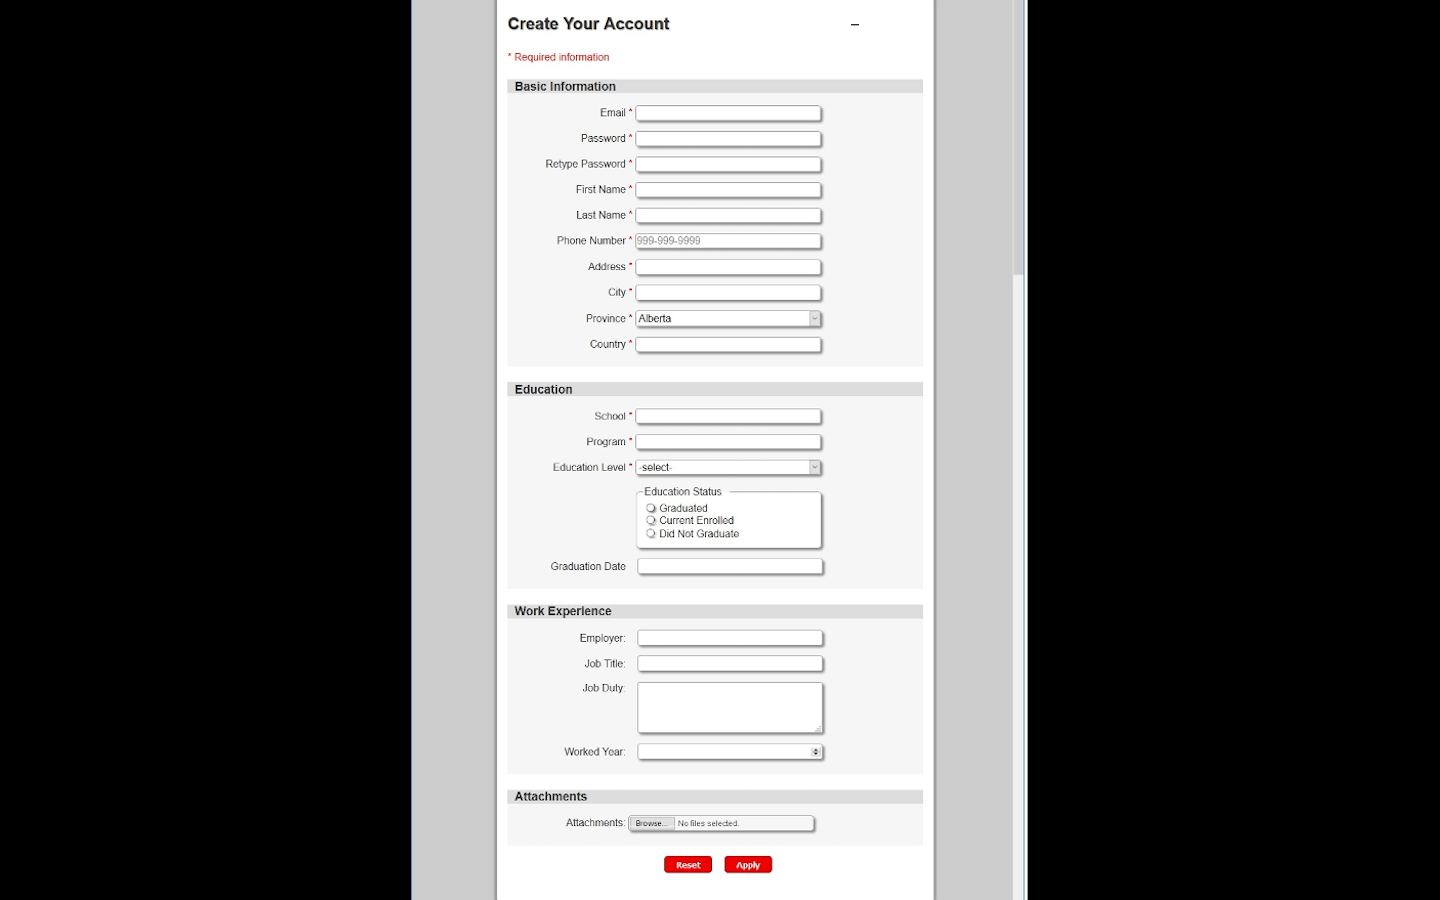 Create Your Account
* Required information
Basic Information
Email *
Password *
Retype Password *
First Name *
Last Name *
Phone Number * 999-999-9999
Address *
City *
Province * Alberta
Country *
Education
School *
Program *
Education Level * -select-
Education Status
Graduated
Current Enrolled
Did Not Graduate
Graduation Date
Work Experience
Employer:
Job Title:
Job Duty:
Worked Year:
Attachments
Attachments: Browse... No files selected.
Reset Apply